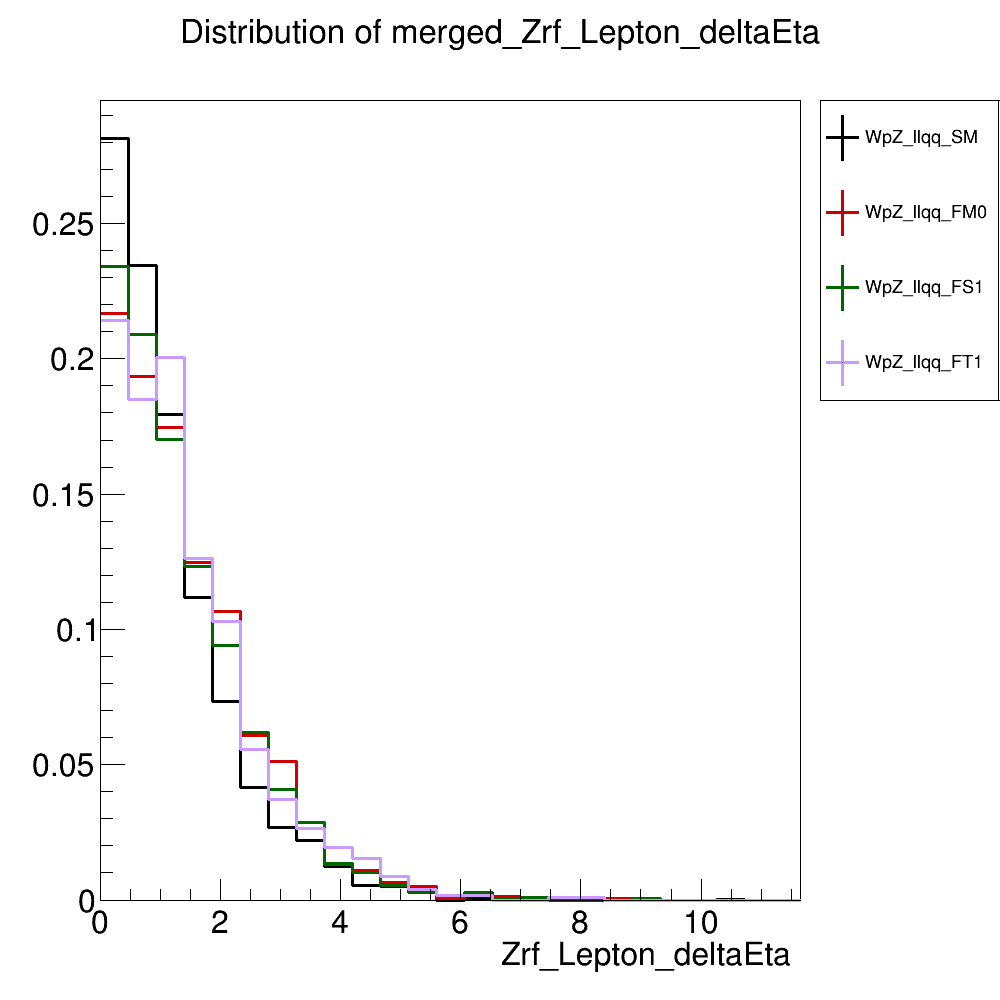 Distribution of merged_Zrf_Lepton_deltaEta
WpZ_llqq_SM
WpZ_llqq_FM0
WpZ_llqq_FS1
WpZ_llqq_FT1
0.25
0.2
0.15
0.1
0.05
0
0 2 4 6 8 10
Zrf_Lepton_deltaEta